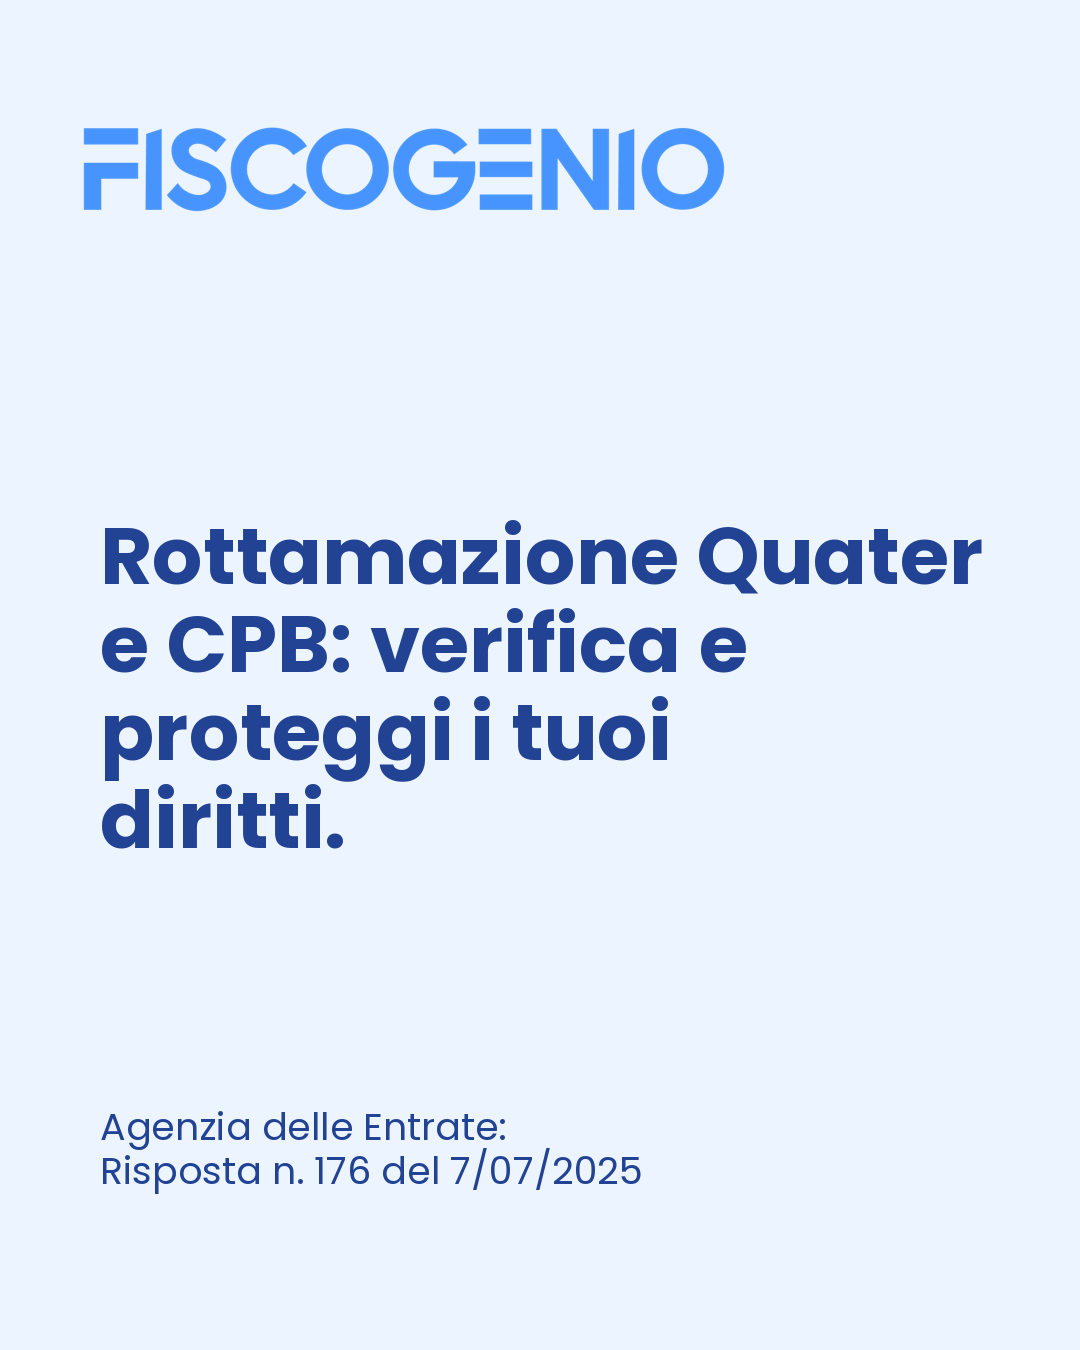 FISCOGENIO
Rottamazione Quater
e CPB: verifica e
proteggi i tuoi
diritti.
Agenzia delle Entrate:
Risposta n. 176 del 7/07/2025